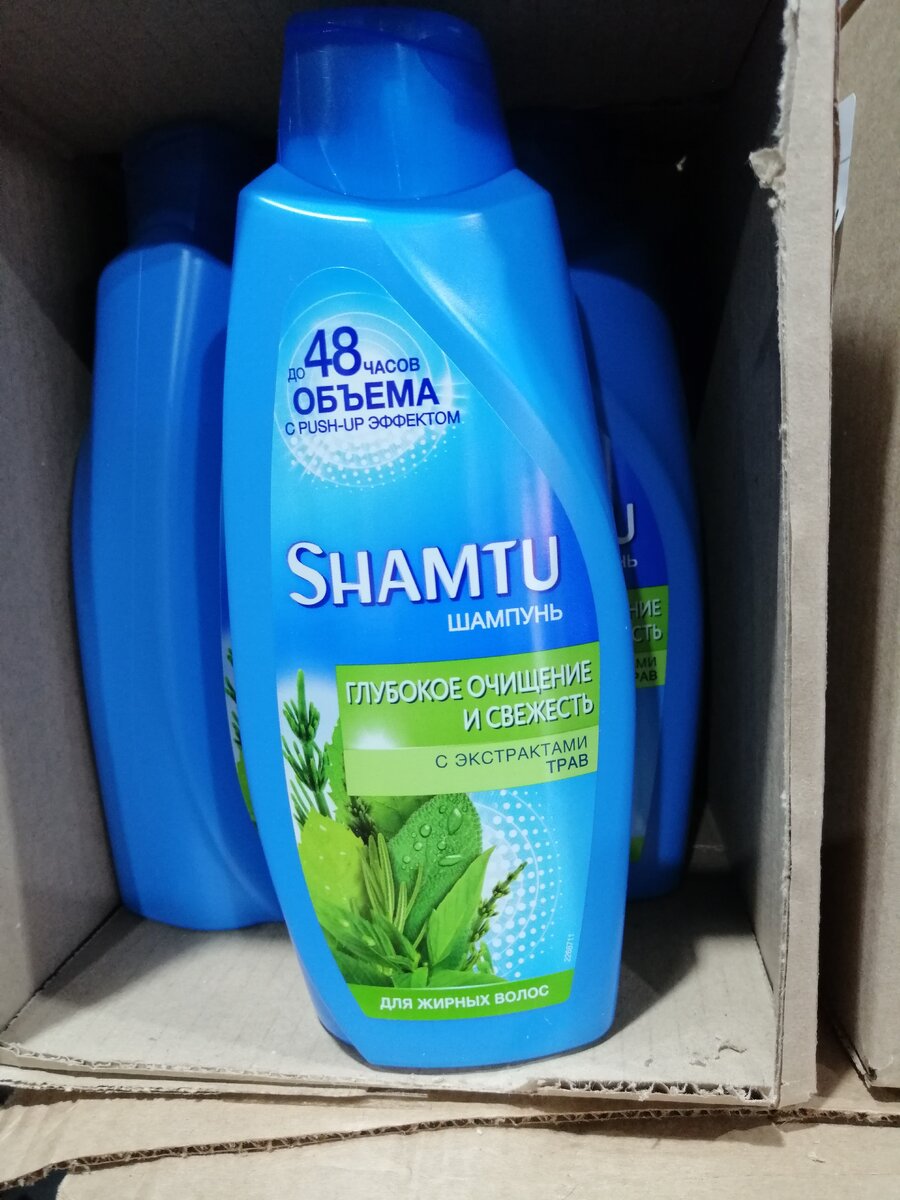 до 48 часов
ОБЪЕМА
С PUSH-UP ЭФФЕКТОМ
SHAMTU
ШАМПУНЬ
ГЛУБОКОЕ ОЧИЩЕНИЕ
И СВЕЖЕСТЬ
С ЭКСТРАКТАМИ
ТРАВ
ДЛЯ ЖИРНЫХ ВОЛОС